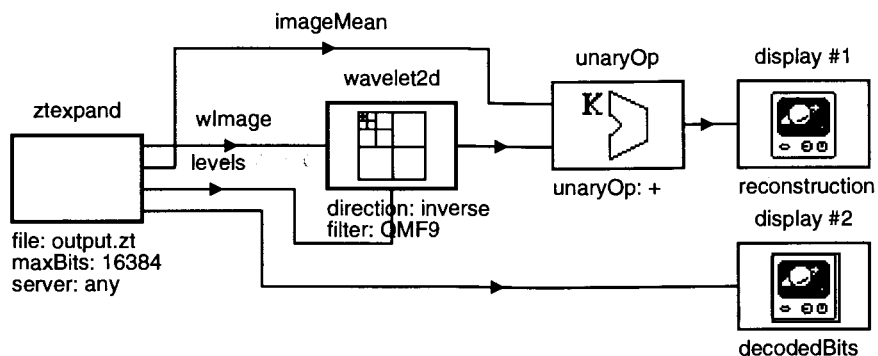 imageMean
unaryOp
display #1
ztexpand
wavelet2d
wImage
K
levels
unaryOp: +
reconstruction
direction: inverse
filter: QMF9
display #2
file: output.zt
maxBits: 16384
server: any
decodedBits